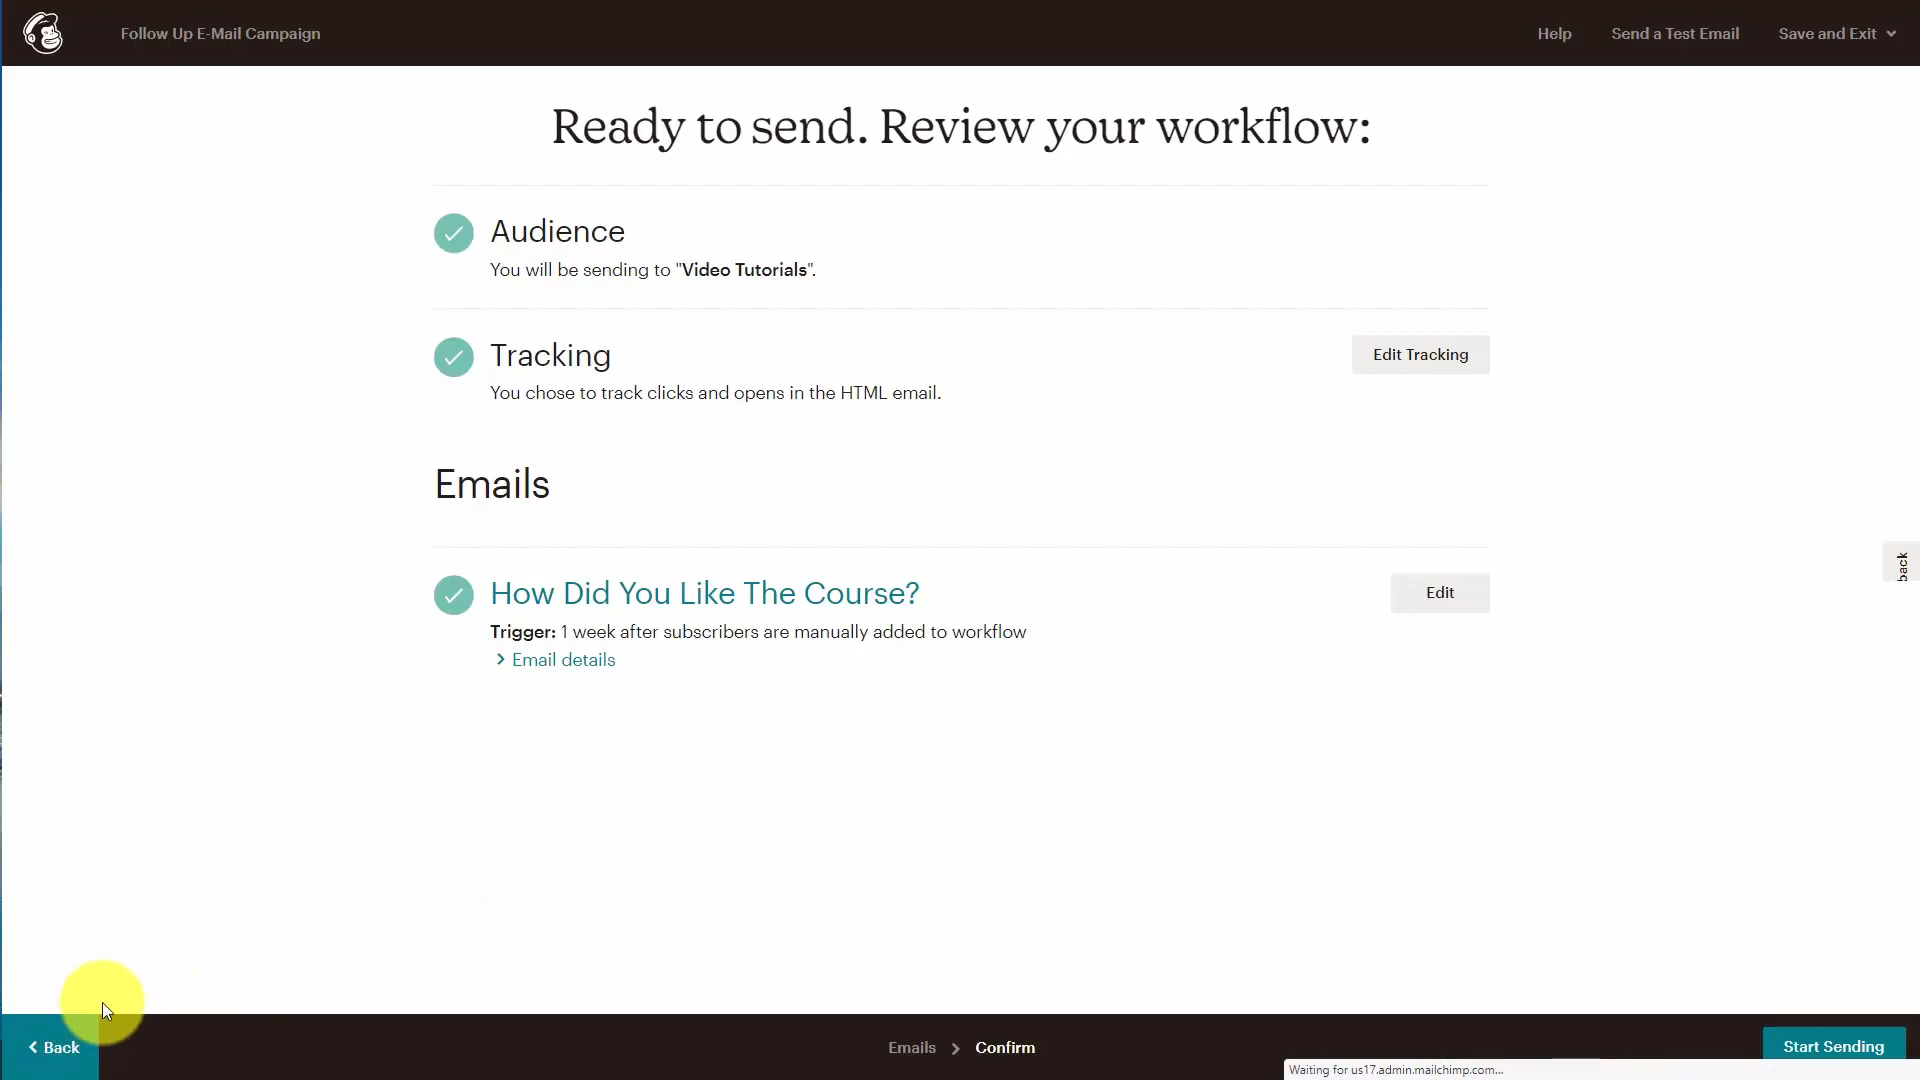 Follow Up E-Mail Campaign
Help
Send a Test Email
Save and Exit
Ready to send. Review your workflow:
Audience
You will be sending to "Video Tutorials".
Tracking
Edit Tracking
You chose to track clicks and opens in the HTML email.
Emails
back
How Did You Like The Course?
Edit
Trigger: 1 week after subscribers are manually added to workflow
Email details
Back
Emails
Confirm
Start Sending
Waiting for us17.admin.mailchimp.com...